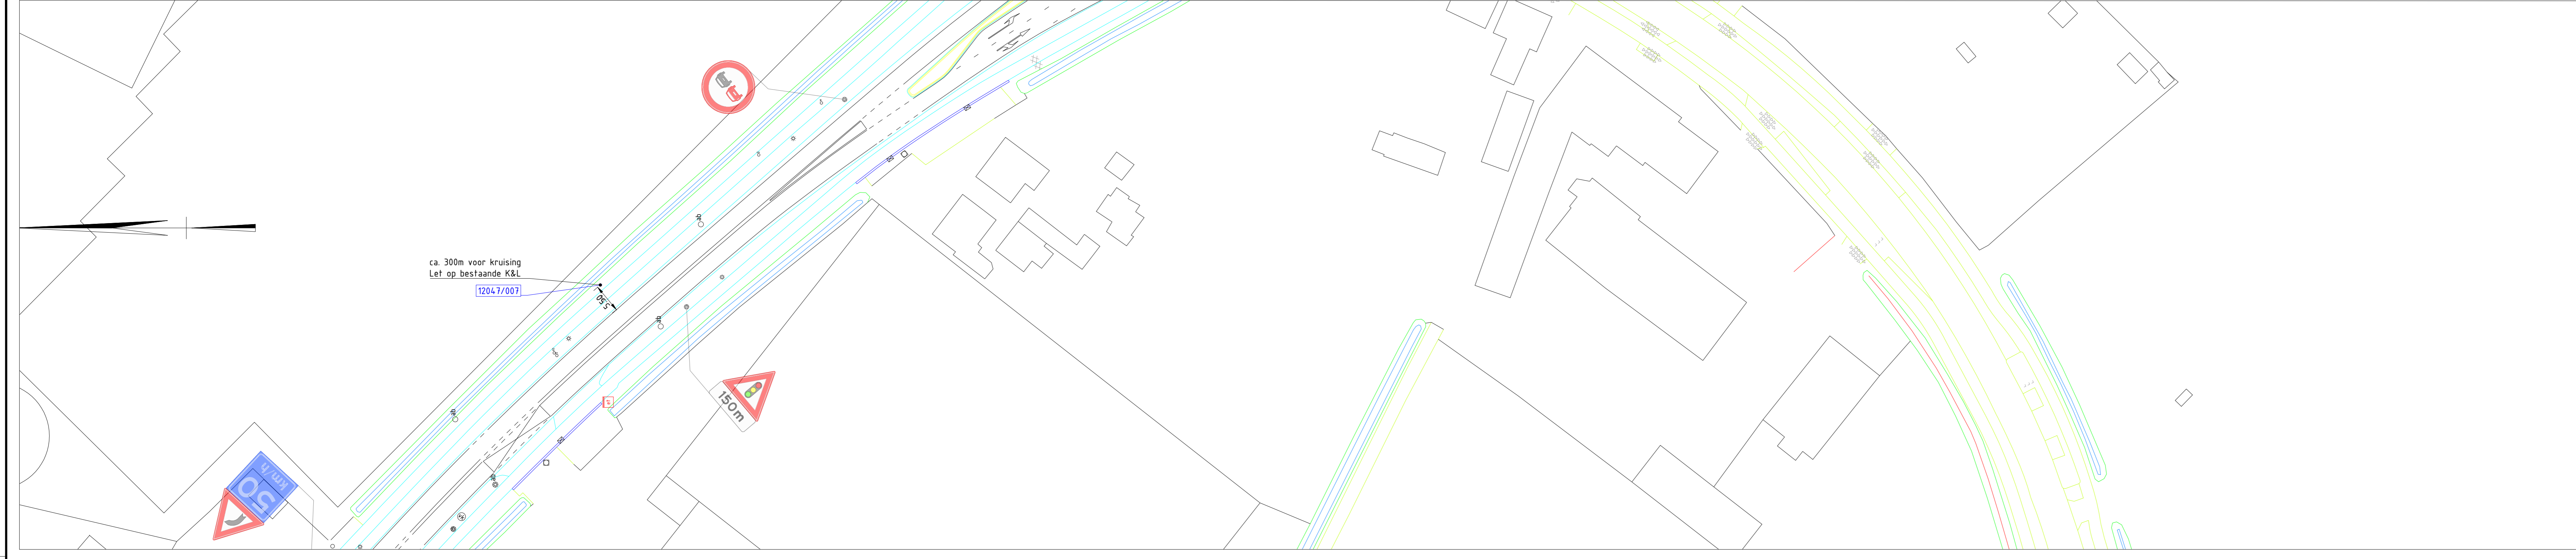 ca. 300m voor kruising
Let op bestaande K&L
12047/007
5.50
150m
50
km/h